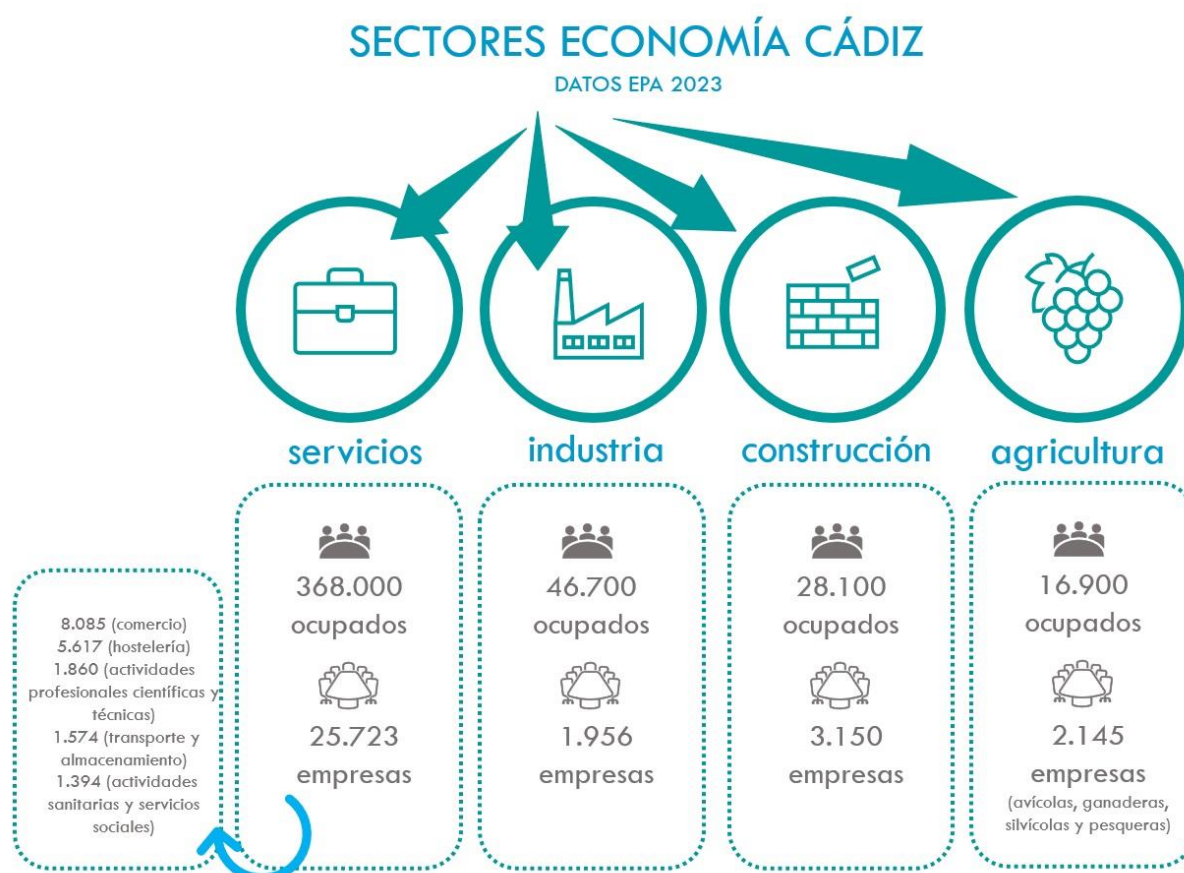 SECTORES ECONOMÍA CÁDIZ
DATOS EPA 2023
servicios
368.000
ocupados
25.723
empresas
8.085 (comercio)
5.617 (hostelería)
1.860 (actividades
profesionales científicas y
técnicas)
1.574 (transporte y
almacenamiento)
1.394 (actividades
sanitarias y servicios
sociales)
industria
46.700
ocupados
1.956
empresas
construcción
28.100
ocupados
3.150
empresas
agricultura
16.900
ocupados
2.145
empresas
(avícolas, ganaderas,
silvícolas y pesqueras)